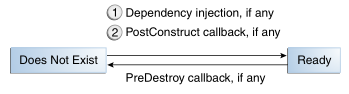 1 Dependency injection, if any
2 PostConstruct callback, if any
Does Not Exist
Ready
PreDestroy callback, if any